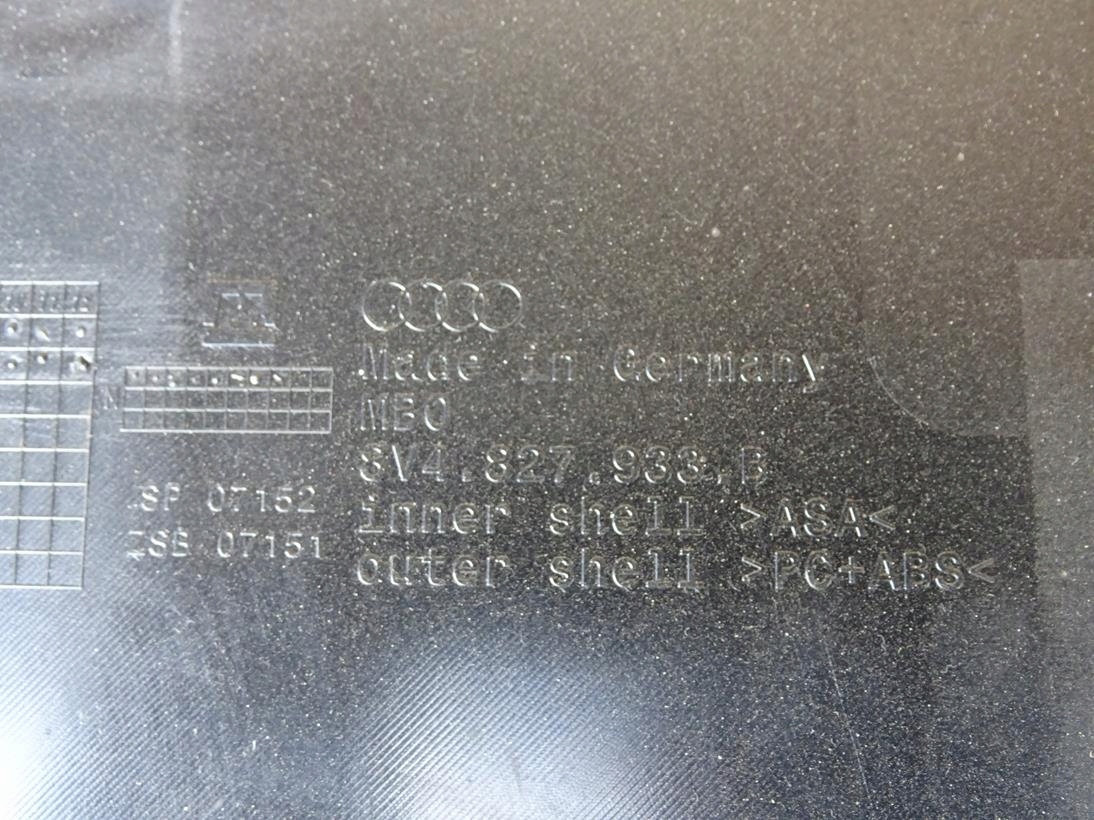 Made in Germany
MBO
8V4.827.933.B
inner shell >ASA<
outer shell >PC+ABS<
SP 07152
ZSB 07151